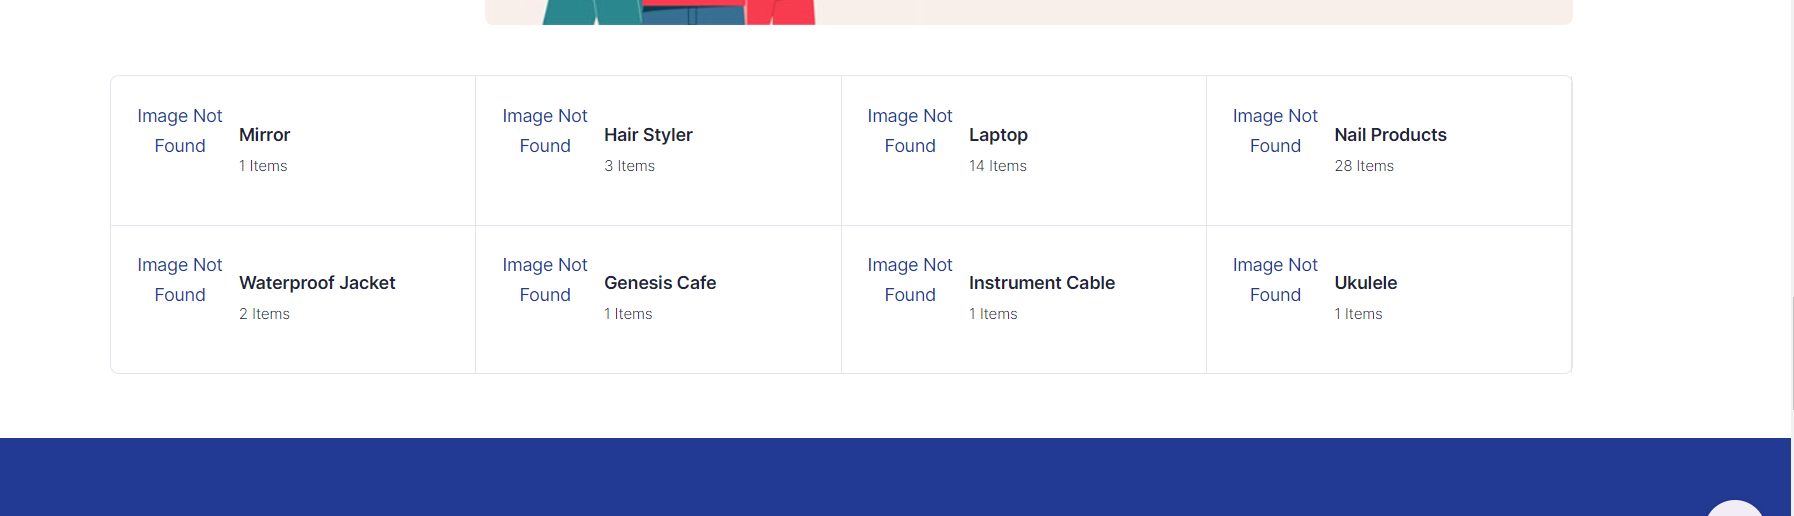 Image Not
Found
Mirror
1 Items
Image Not
Found
Hair Styler
3 Items
Image Not
Found
Laptop
14 Items
Image Not
Found
Nail Products
28 Items
Image Not
Found
Waterproof Jacket
2 Items
Image Not
Found
Genesis Cafe
1 Items
Image Not
Found
Instrument Cable
1 Items
Image Not
Found
Ukulele
1 Items